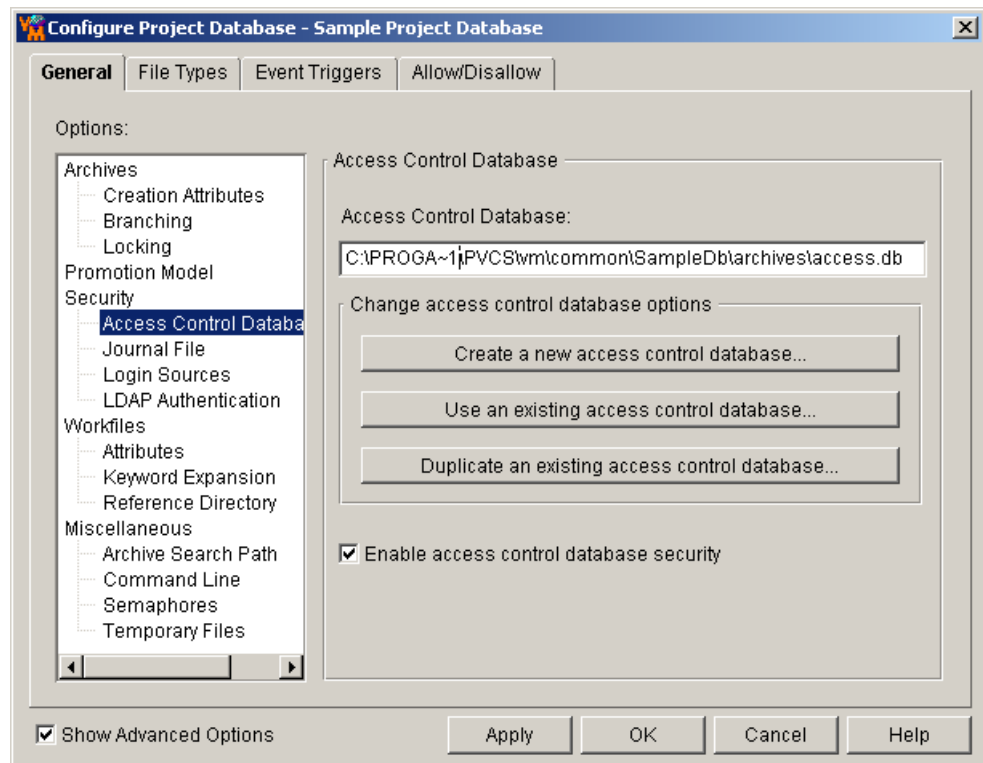 Configure Project Database - Sample Project Database
General File Types Event Triggers Allow/Disallow
Options:
Archives
Creation Attributes
Branching
Locking
Promotion Model
Security
Access Control Databa
Journal File
Login Sources
LDAP Authentication
Workfiles
Attributes
Keyword Expansion
Reference Directory
Miscellaneous
Archive Search Path
Command Line
Semaphores
Temporary Files
Access Control Database
Access Control Database:
C:\PROGA~1\PVCS\vm\common\SampleDb\archives\access.db
Change access control database options
Create a new access control database...
Use an existing access control database...
Duplicate an existing access control database...
Enable access control database security
Show Advanced Options
Apply OK Cancel Help